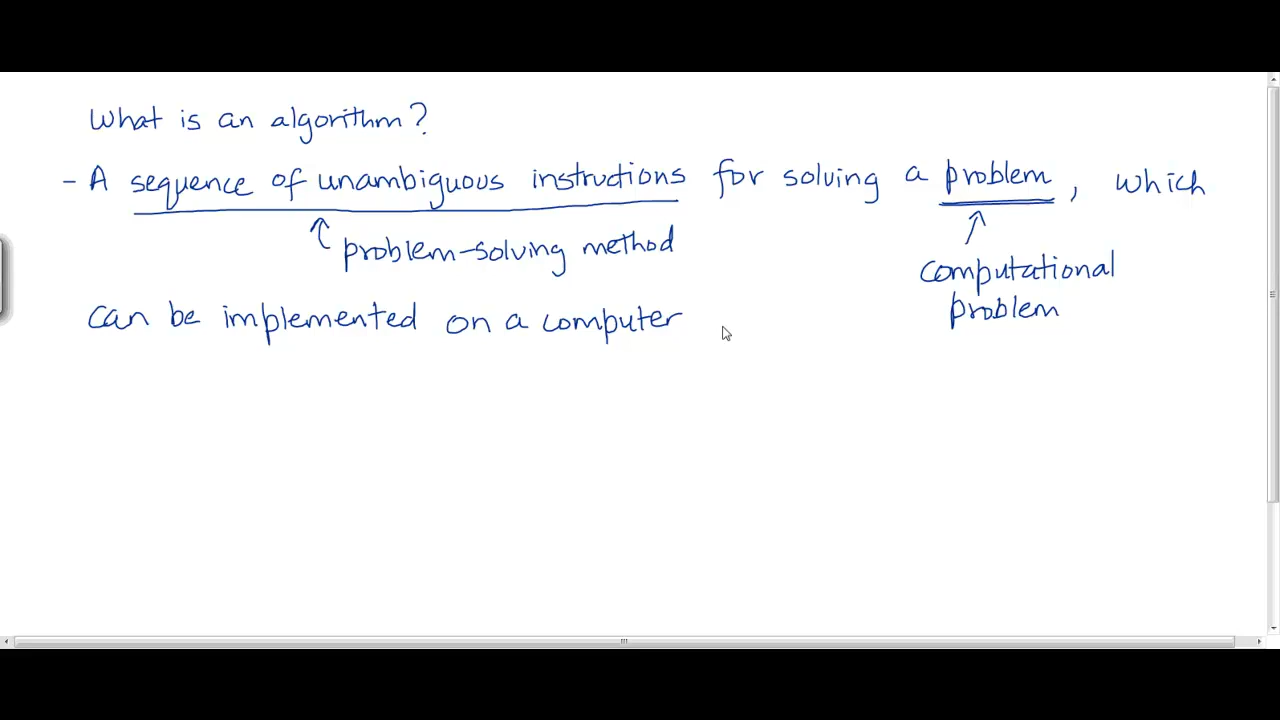 What is an algorithm?
- A sequence of unambiguous instructions for solving a problem, which
problem-solving method
computational
problem
can be implemented on a computer